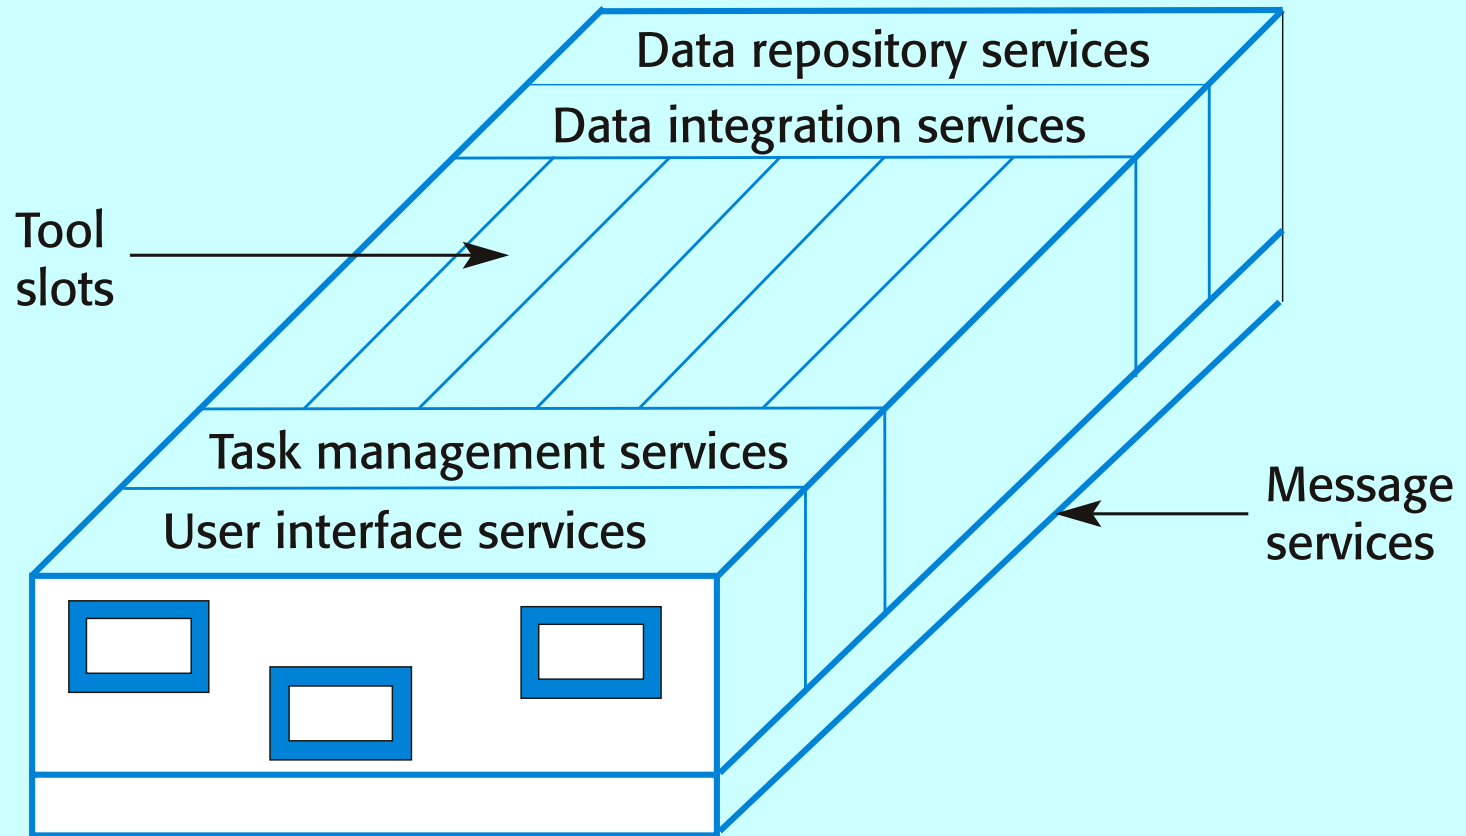 Data repository services
Data integration services
Tool
slots
Task management services
User interface services
Message
services